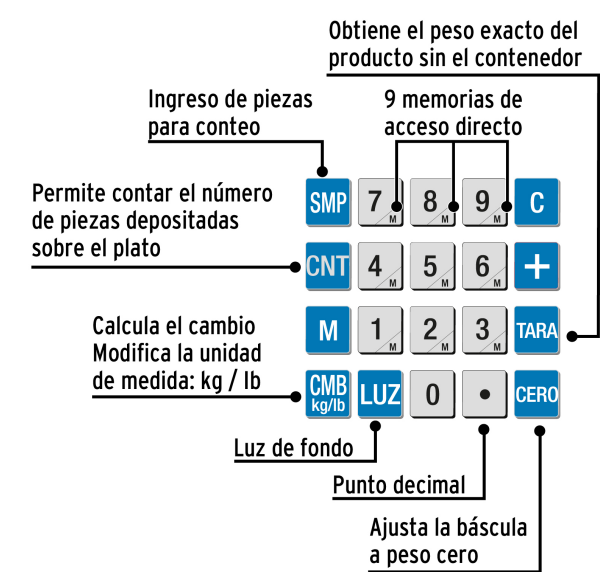 Obtiene el peso exacto del
producto sin el contenedor
Ingreso de piezas
para conteo
9 memorias de
acceso directo
Permite contar el número
de piezas depositadas
sobre el plato
SMP 7 M 8 M 9 M C
CNT 4 M 5 M 6 M +
M 1 M 2 M 3 M TARA
Calcula el cambio
Modifica la unidad
de medida: kg / lb
CMB
kg/lb
LUZ 0 • CERO
Luz de fondo
Punto decimal
Ajusta la báscula
a peso cero